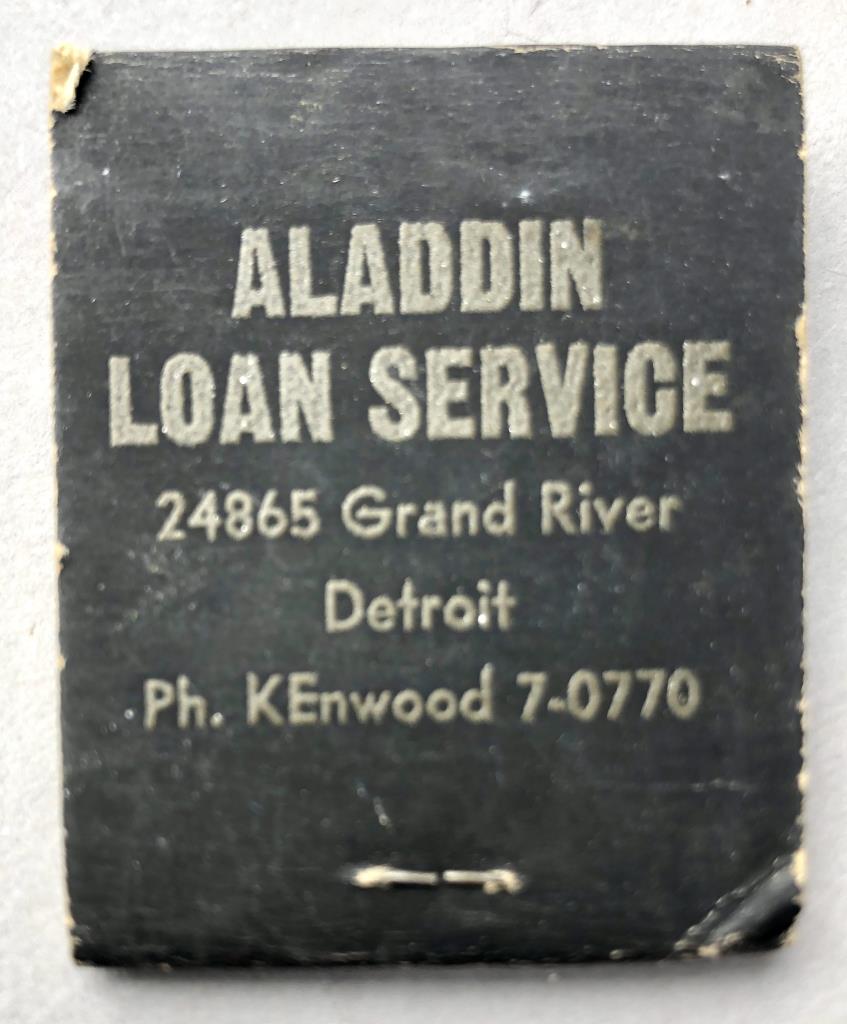 ALADDIN
LOAN SERVICE
24865 Grand River
Detroit
Ph. KEnwood 7-0770